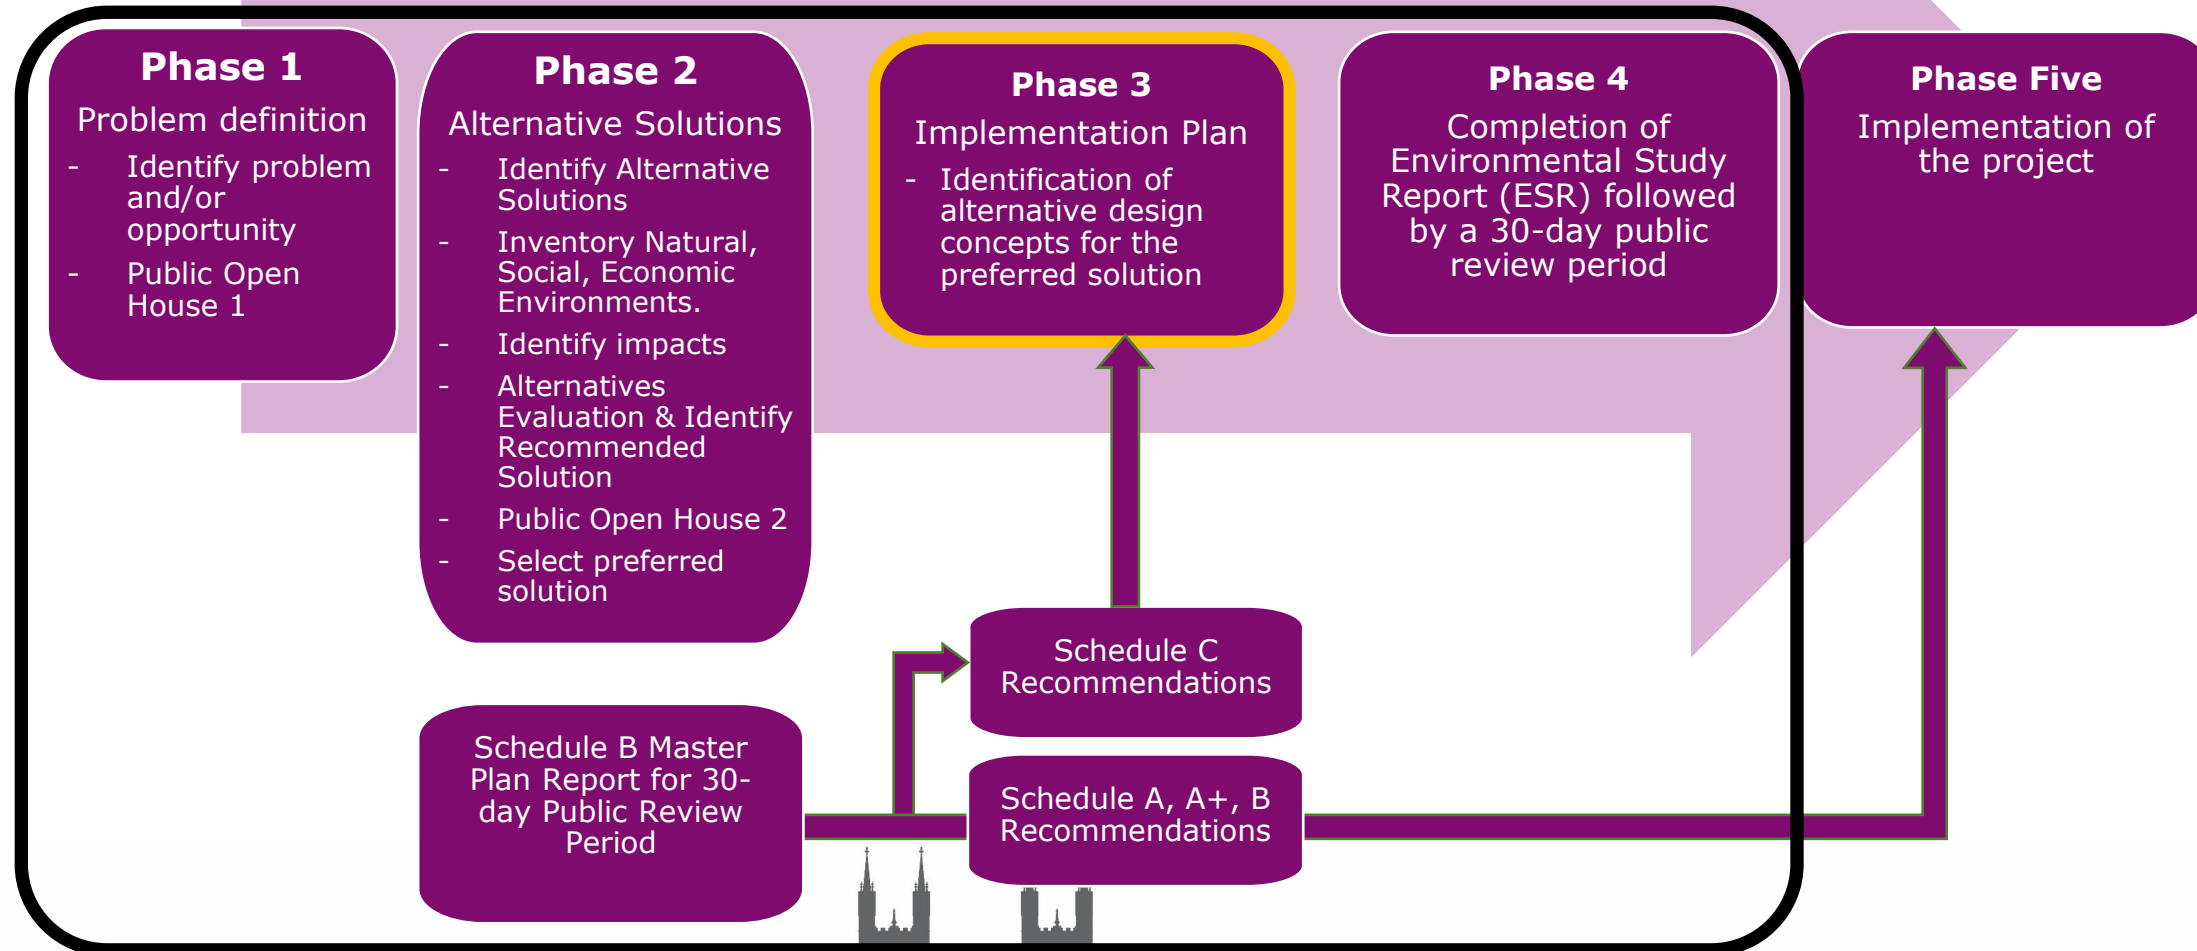 Phase 1
Problem definition
- Identify problem
and/or
opportunity
- Public Open
House 1
Phase 2
Alternative Solutions
- Identify Alternative
Solutions
- Inventory Natural,
Social, Economic
Environments.
- Identify impacts
- Alternatives
Evaluation & Identify
Recommended
Solution
- Public Open House 2
- Select preferred
solution
Phase 3
Implementation Plan
- Identification of
alternative design
concepts for the
preferred solution
Phase 4
Completion of
Environmental Study
Report (ESR) followed
by a 30-day public
review period
Phase Five
Implementation of
the project
Schedule C
Recommendations
Schedule B Master
Plan Report for 30-
day Public Review
Period
Schedule A, A+, B
Recommendations